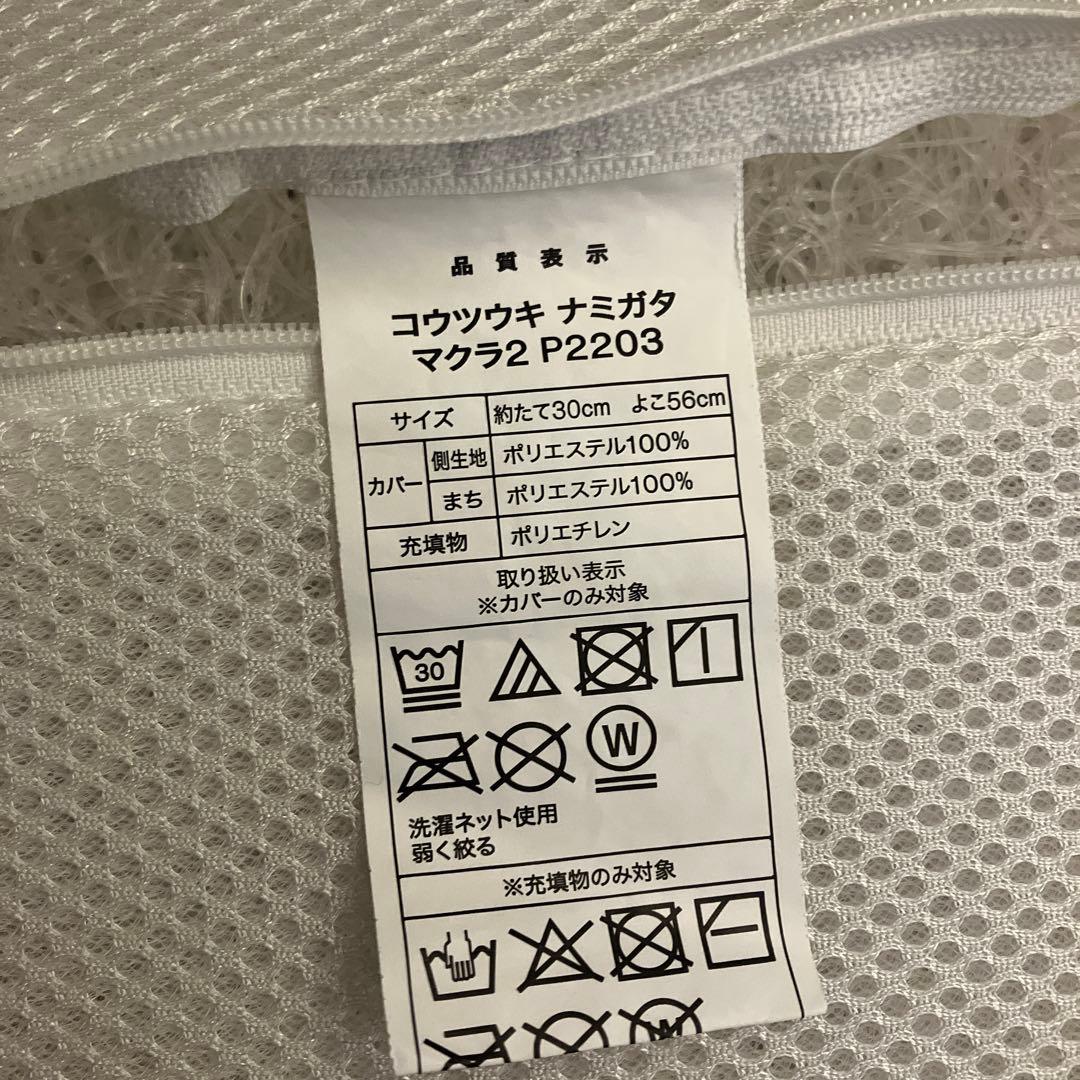 品質表示
コウツウキ ナミガタ
マクラ2 P2203
サイズ 約たて30cm よこ56cm
カバー 側生地 ポリエステル100%
まち ポリエステル100%
充填物 ポリエチレン
取り扱い表示
※カバーのみ対象
30
W
洗濯ネット使用
弱く絞る
※充填物のみ対象
W